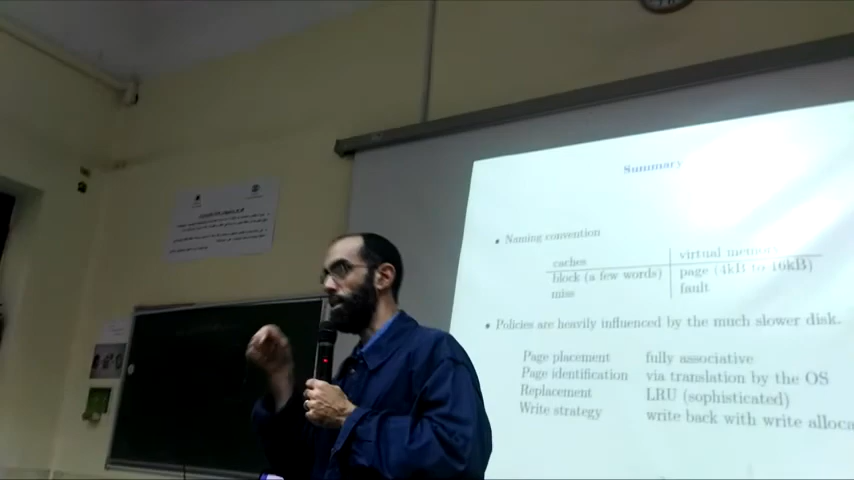 Summary
• Naming convention
caches virtual memory
block (a few words) page (4kB to 16kB)
miss fault
• Policies are heavily influenced by the much slower disk.
Page placement fully associative
Page identification via translation by the OS
Replacement LRU (sophisticated)
Write strategy write back with write alloca